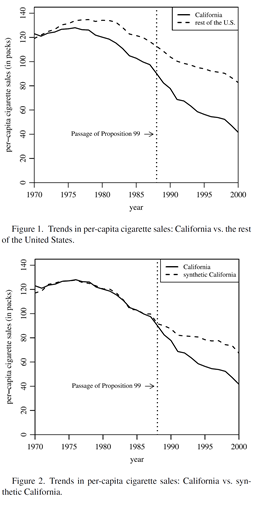 California
rest of the U.S.
per-capita cigarette sales (in packs)
0 20 40 60 80 100 120 140
Passage of Proposition 99 →
1970 1975 1980 1985 1990 1995 2000
year
Figure 1. Trends in per-capita cigarette sales: California vs. the rest
of the United States.
California
synthetic California
per-capita cigarette sales (in packs)
0 20 40 60 80 100 120 140
Passage of Proposition 99 →
1970 1975 1980 1985 1990 1995 2000
year
Figure 2. Trends in per-capita cigarette sales: California vs. syn-
thetic California.